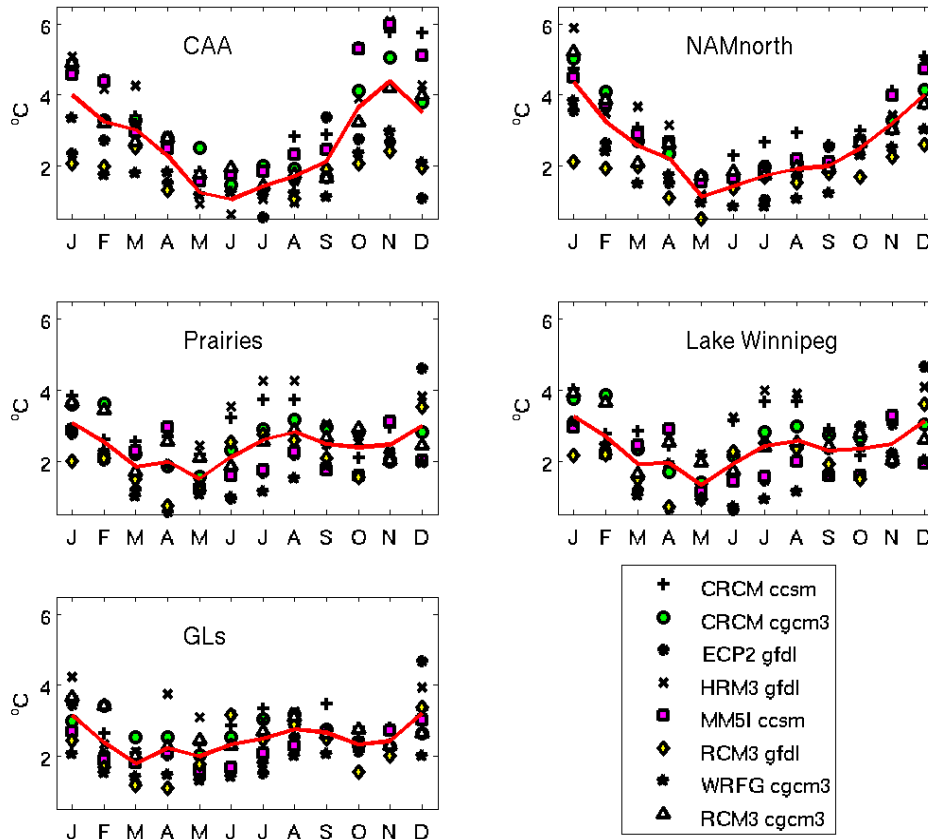 CAA
6
4
2
°C
J F M A M J J A S O N D
NAMnorth
6
4
2
°C
J F M A M J J A S O N D
Prairies
6
4
2
°C
J F M A M J J A S O N D
Lake Winnipeg
6
4
2
°C
J F M A M J J A S O N D
GLs
6
4
2
°C
J F M A M J J A S O N D
CRCM ccsm
CRCM cgcm3
ECP2 gfdl
HRM3 gfdl
MM5I ccsm
RCM3 gfdl
WRFG cgcm3
RCM3 cgcm3